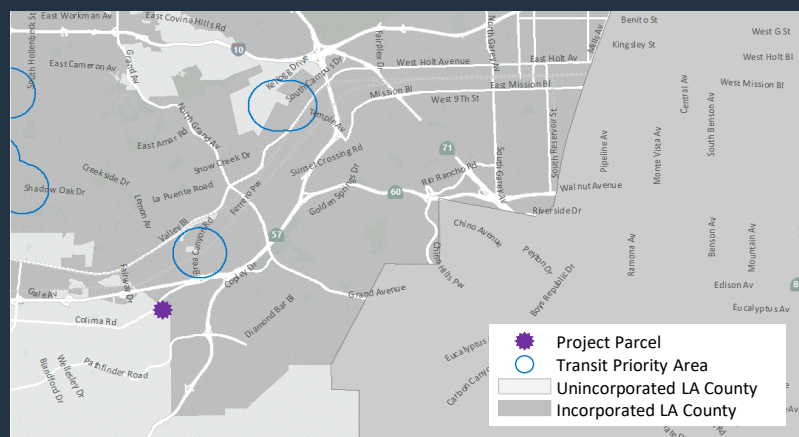 East Workman Av
East Covina Hills Rd
South Hollenbeck St
Grand Av
10
Fairplex Dr
North Garey Av
Mills Av
Benito St
Kingsley St
West G St
West Holt Bl
East Cameron Av
Kellogg Drive
South Campus Dr
West Holt Avenue
East Holt Av
East Mission Bl
Mission Bl
West 9Th St
West Mission Bl
Central Av
South Benson Av
North Grand Av
Temple Av
East Amar Rd
Snow Creek Dr
Sunset Crossing Rd
71
South Garey Av
South Reservoir St
Pipeline Av
Monte Vista Av
Creekside Dr
Shadow Oak Dr
La Puente Road
Lemon Av
Ferrero Pw
Golden Springs Dr
60
Rio Rancho Rd
Walnut Avenue
Riverside Dr
Valley Bl
Brea Canyon Rd
57
Chino Avenue
Peyton Dr
Ramona Av
Benson Av
Mountain Av
Fairway Dr
Copley Dr
Chino Hills Pw
Boys Republic Dr
Edison Av
8
Gale Av
Grand Avenue
Eucalyptus Av
Colima Rd
Diamond Bar Bl
Pathfinder Road
Wellesley Dr
Blandford Dr
Eucalyptus
Carbon Canyo
Project Parcel
Transit Priority Area
Unincorporated LA County
Incorporated LA County